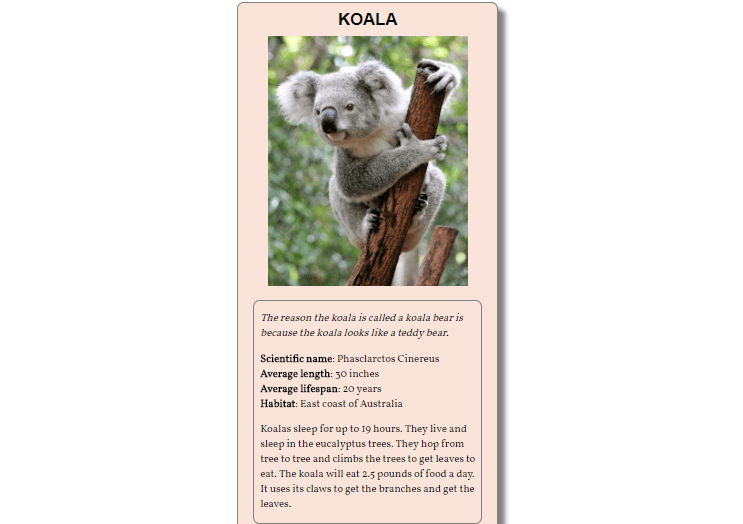 KOALA
The reason the koala is called a koala bear is
because the koala looks like a teddy bear.
Scientific name: Phasclarctos Cinereus
Average length: 30 inches
Average lifespan: 20 years
Habitat: East coast of Australia
Koalas sleep for up to 19 hours. They live and
sleep in the eucalyptus trees. They hop from
tree to tree and climbs the trees to get leaves to
eat. The koala will eat 2.5 pounds of food a day.
It uses its claws to get the branches and get the
leaves.